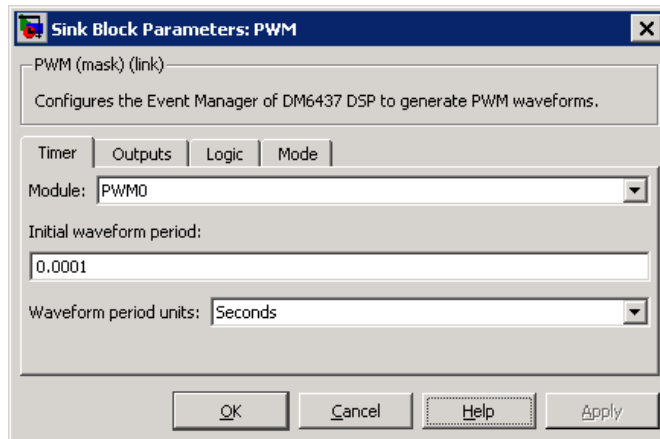 Sink Block Parameters: PWM
PWM (mask) (link)
Configures the Event Manager of DM6437 DSP to generate PWM waveforms.
Timer Outputs Logic Mode
Module: PWM0
Initial waveform period:
0.0001
Waveform period units: Seconds
OK Cancel Help Apply